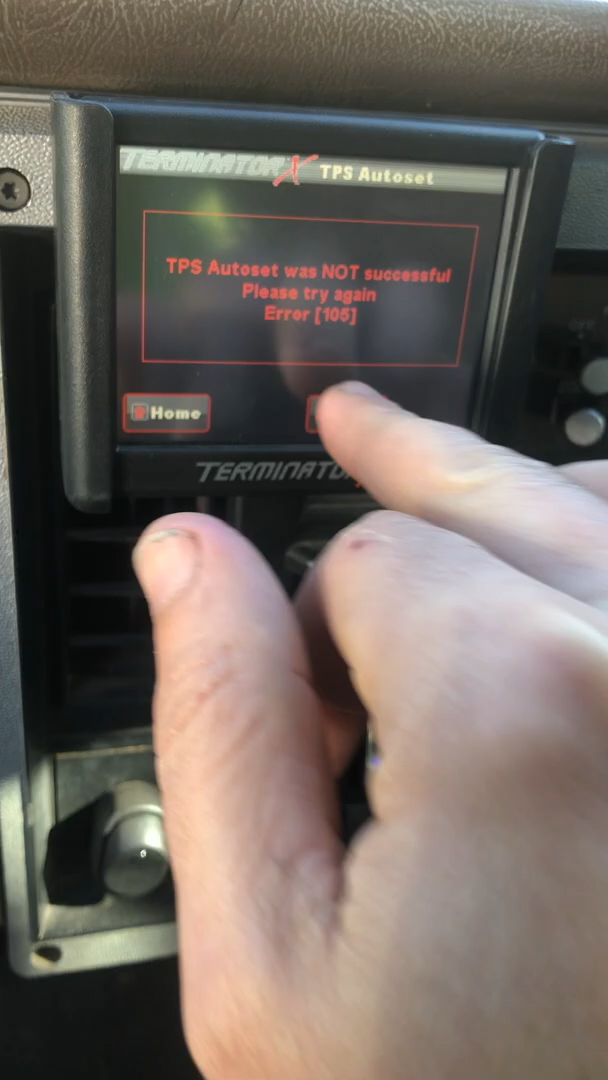 TERMINATOR X TPS Autoset
TPS Autoset was NOT successful
Please try again
Error [105]
Home
TERMINATOR